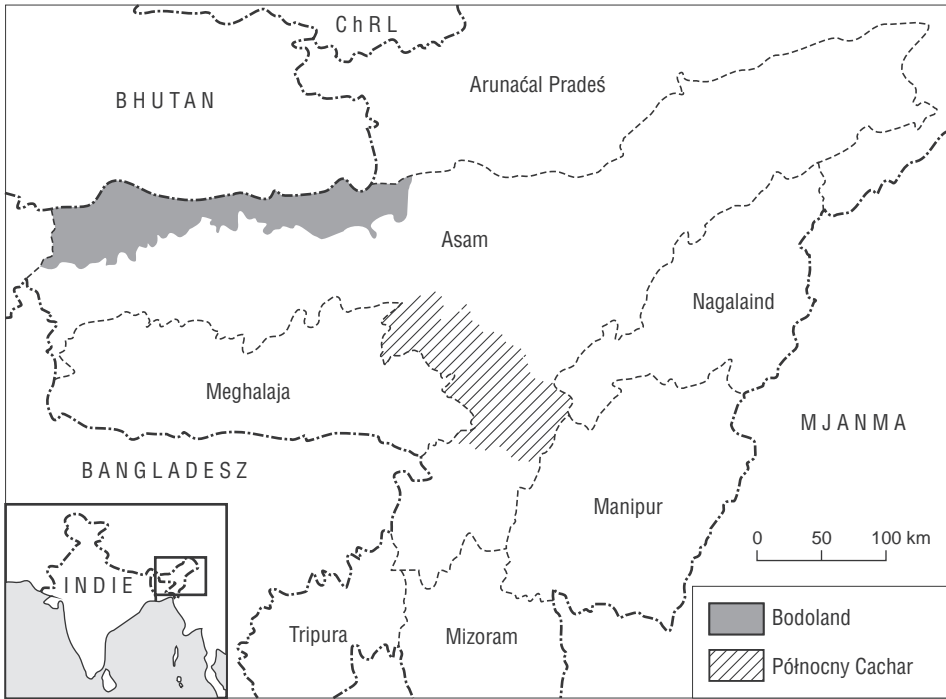 ChRL
BHUTAN
Arunaćal Pradeś
Asam
Nagalaind
Meghalaja
MJANMA
BANGLADESZ
Manipur
0 50 100 km
INDIE
Tripura
Mizoram
Bodoland
Północny Cachar